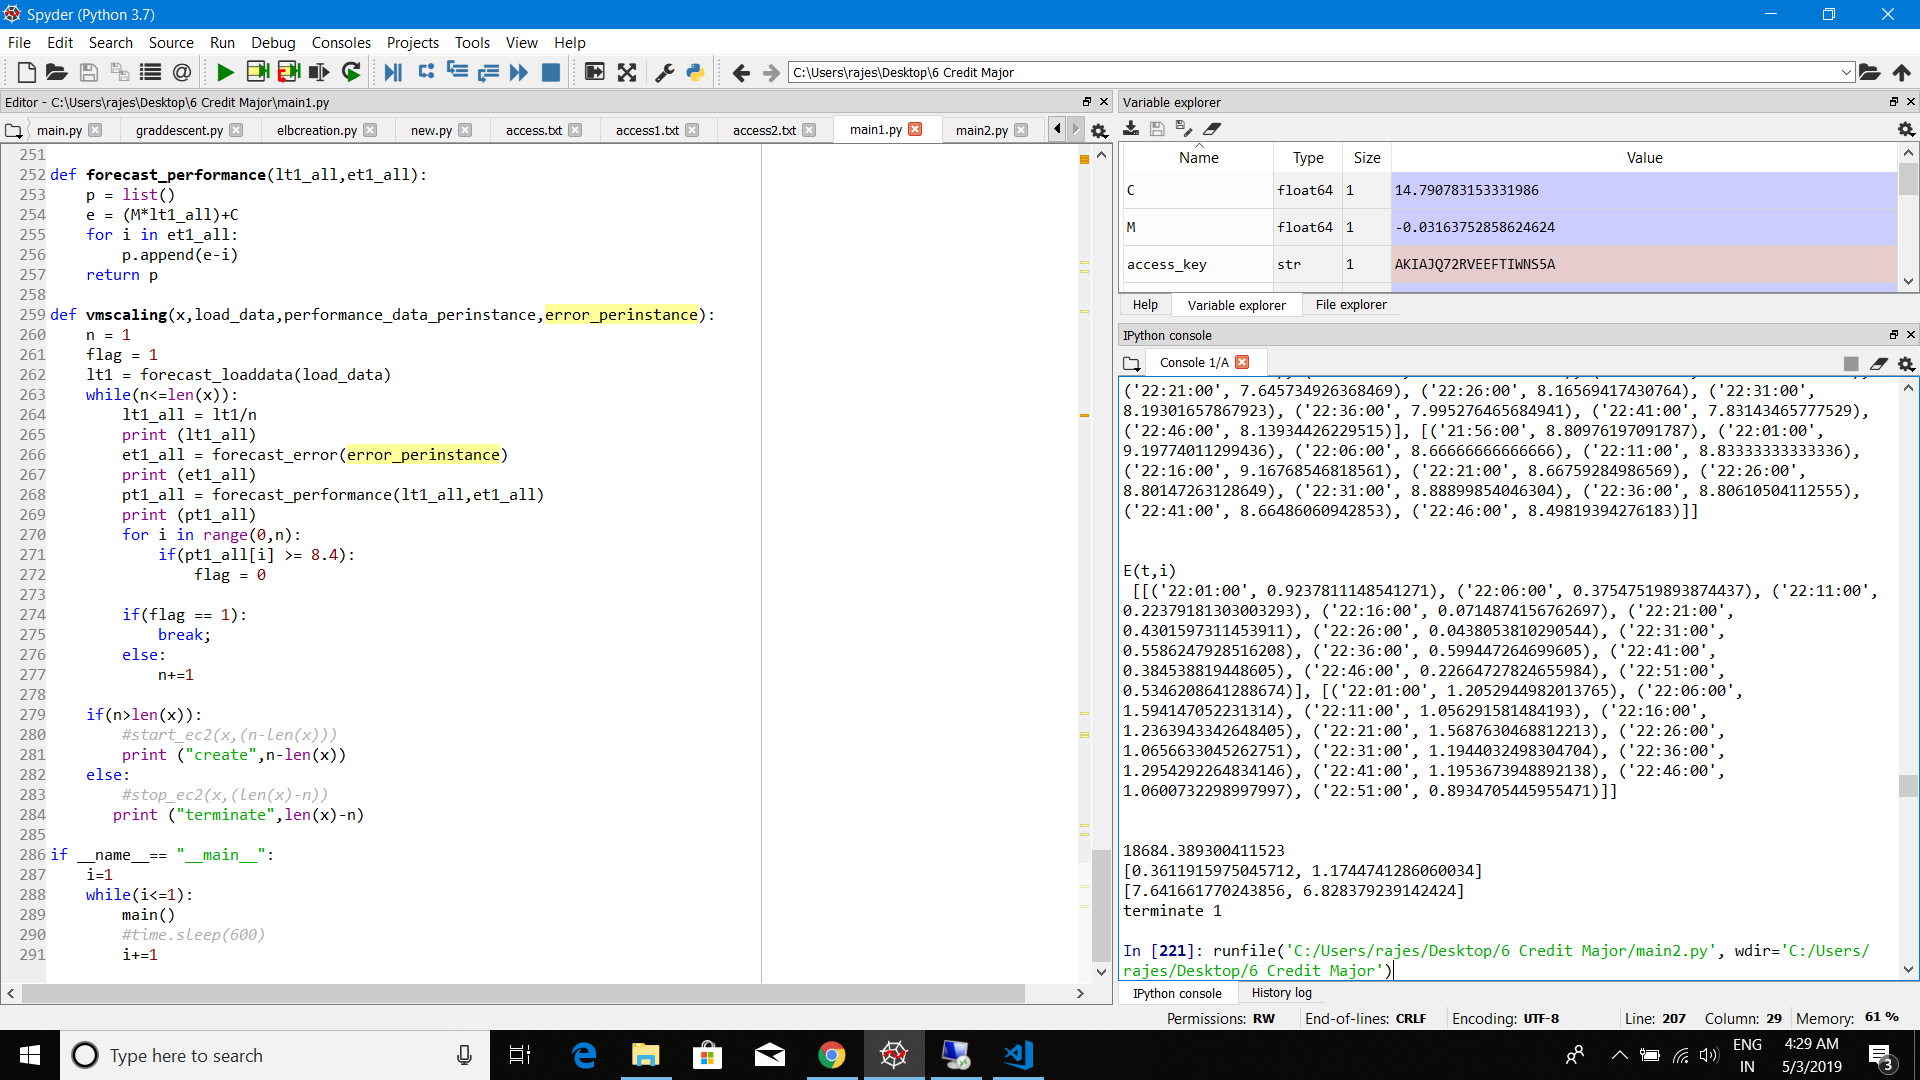 Spyder (Python 3.7)
File Edit Search Source Run Debug Consoles Projects Tools View Help
C:\Users\rajes\Desktop\6 Credit Major
Editor - C:\Users\rajes\Desktop\6 Credit Major\main1.py
main.py graddescent.py elbcreation.py new.py access.txt access1.txt access2.txt main1.py main2.py
251
252 def forecast_performance(lt1_all,et1_all):
253 p = list()
254 e = (M*lt1_all)+C
255 for i in et1_all:
256 p.append(e-i)
257 return p
258
259 def vmscaling(x,load_data,performance_data_perinstance,error_perinstance):
260 n = 1
261 flag = 1
262 lt1 = forecast_loaddata(load_data)
263 while(n<=len(x)):
264 lt1_all = lt1/n
265 print (lt1_all)
266 et1_all = forecast_error(error_perinstance)
267 print (et1_all)
268 pt1_all = forecast_performance(lt1_all,et1_all)
269 print (pt1_all)
270 for i in range(0,n):
271 if(pt1_all[i] >= 8.4):
272 flag = 0
273
274 if(flag == 1):
275 break;
276 else:
277 n+=1
278
279 if(n>len(x)):
280 #start_ec2(x,(n-len(x)))
281 print ("create",n-len(x))
282 else:
283 #stop_ec2(x,(len(x)-n))
284 print ("terminate",len(x)-n)
285
286 if __name__== "__main__":
287 i=1
288 while(i<=1):
289 main()
290 #time.sleep(600)
291 i+=1
Variable explorer
Name Type Size Value
C float64 1 14.790783153331986
M float64 1 -0.03163752858624624
access_key str 1 AKIAJQ72RVEEFTIWNS5A
Help Variable explorer File explorer
IPython console
Console 1/A
('22:21:00', 7.645734926368469), ('22:26:00', 8.16569417430764), ('22:31:00',
8.19301657867923), ('22:36:00', 7.995276465684941), ('22:41:00', 7.83143465777529),
('22:46:00', 8.13934426229515)], [('21:56:00', 8.80976197091787), ('22:01:00',
9.19774011299436), ('22:06:00', 8.66666666666666), ('22:11:00', 8.83333333333336),
('22:16:00', 9.16768546818561), ('22:21:00', 8.66759284986569), ('22:26:00',
8.80147263128649), ('22:31:00', 8.88899854046304), ('22:36:00', 8.80610504112555),
('22:41:00', 8.66486060942853), ('22:46:00', 8.49819394276183)]]
E(t,i)
[[('22:01:00', 0.9237811148541271), ('22:06:00', 0.37547519893874437), ('22:11:00',
0.22379181303003293), ('22:16:00', 0.0714874156762697), ('22:21:00',
0.4301597311453911), ('22:26:00', 0.0438053810290544), ('22:31:00',
0.5586247928516208), ('22:36:00', 0.599447264699605), ('22:41:00',
0.384538819448605), ('22:46:00', 0.22664727824655984), ('22:51:00',
0.5346208641288674)], [('22:01:00', 1.2052944982013765), ('22:06:00',
1.594147052231314), ('22:11:00', 1.056291581484193), ('22:16:00',
1.2363943342648405), ('22:21:00', 1.5687630468812213), ('22:26:00',
1.0656633045262751), ('22:31:00', 1.1944032498304704), ('22:36:00',
1.2954292264834146), ('22:41:00', 1.1953673948892138), ('22:46:00',
1.0600732298997997), ('22:51:00', 0.8934705445955471)]]
18684.389300411523
[0.3611915975045712, 1.1744741286060034]
[7.641661770243856, 6.828379239142424]
terminate 1
In [221]: runfile('C:/Users/rajes/Desktop/6 Credit Major/main2.py', wdir='C:/Users/
rajes/Desktop/6 Credit Major')
IPython console History log
Permissions: RW End-of-lines: CRLF Encoding: UTF-8 Line: 207 Column: 29 Memory: 61 %
Type here to search
ENG
IN
4:29 AM
5/3/2019
3